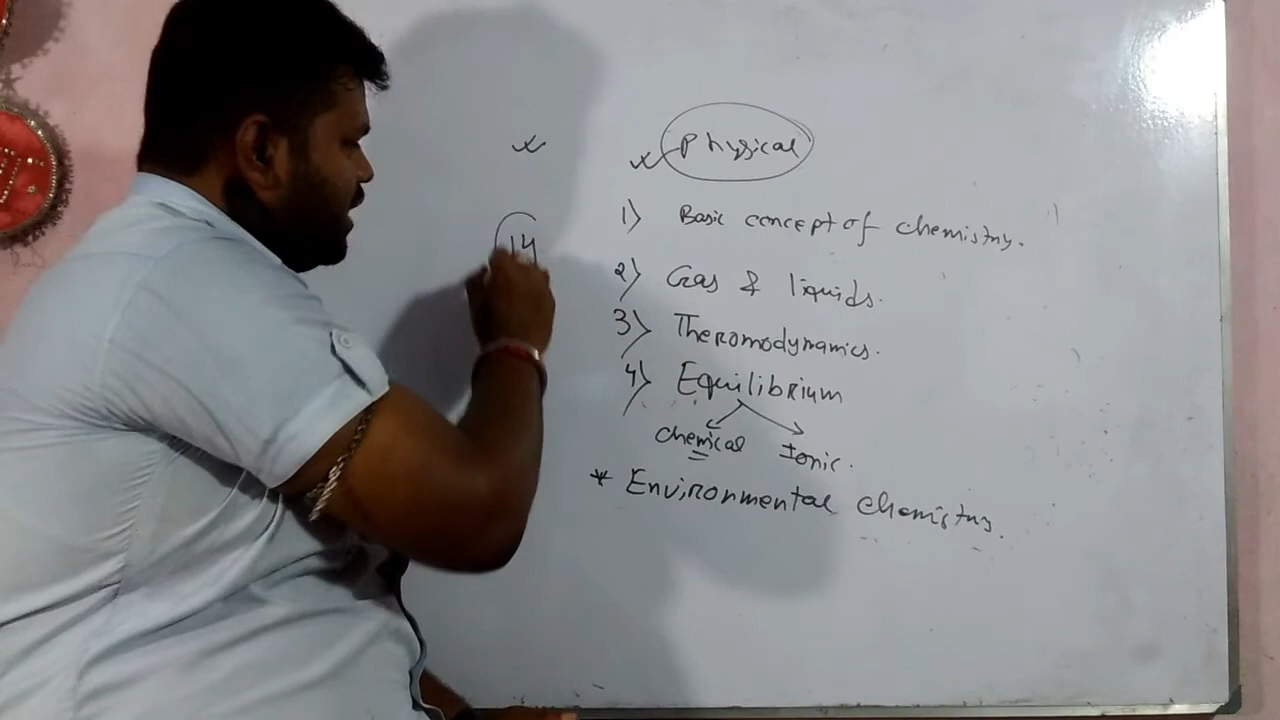 Physical
1) Basic concept of chemistry.
14
2) Gas & liquids.
3) Theromodynamics.
4) Equilibrium
chemical Ionic.
* Environmental chemistry.